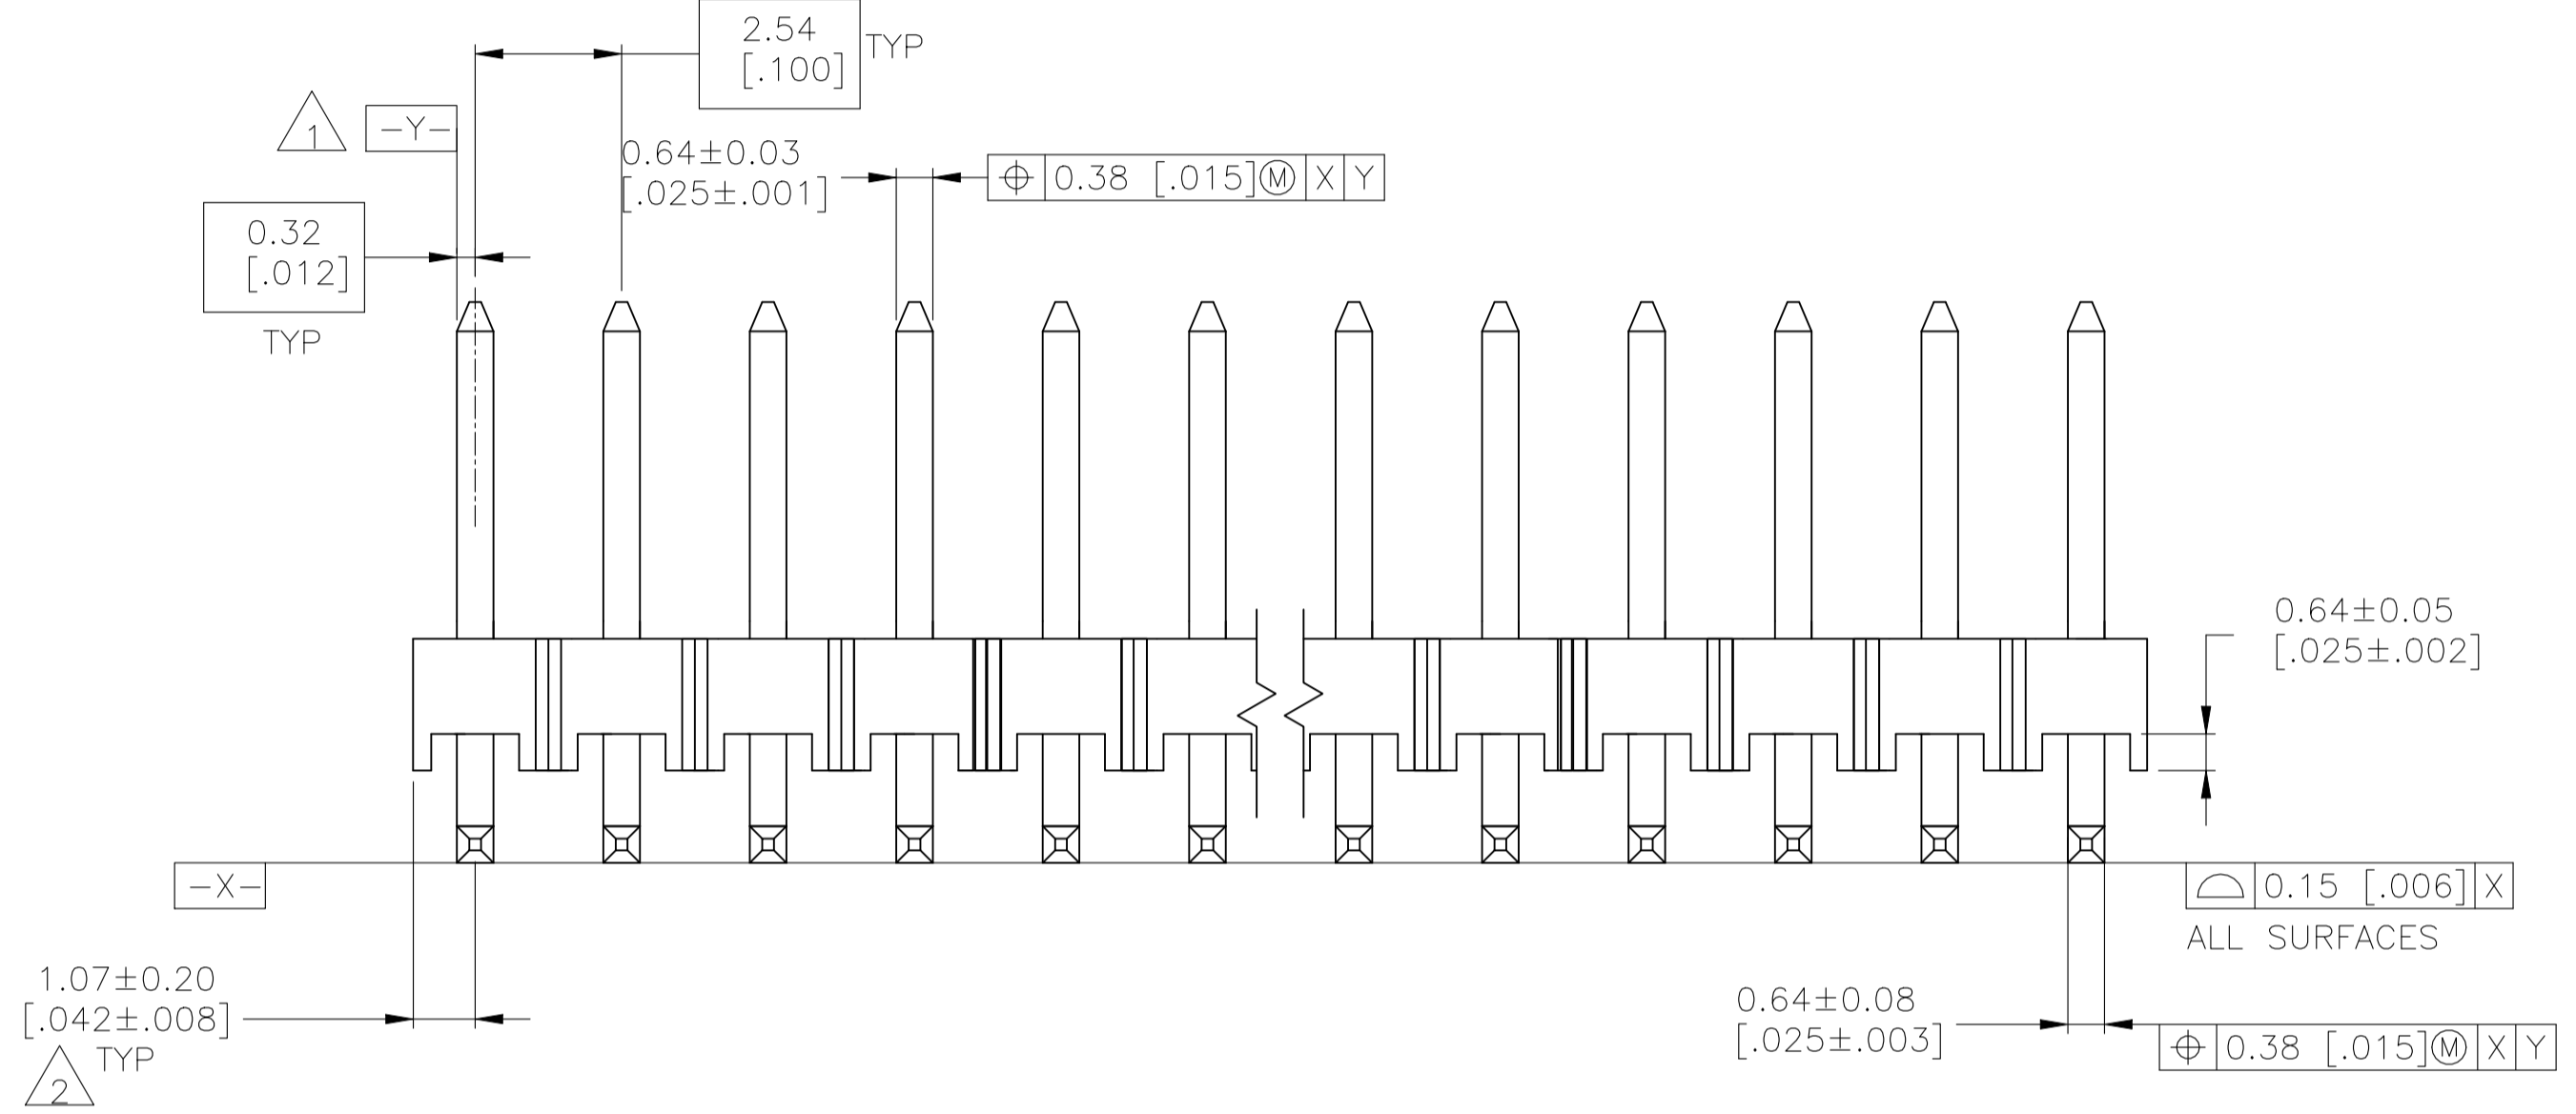 2.54
[.100]
TYP
1
-Y-
0.64±0.03
[.025±.001]
0.38 [.015]Ⓜ X Y
0.32
[.012]
TYP
0.64±0.05
[.025±.002]
-X-
0.15 [.006] X
ALL SURFACES
1.07±0.20
[.042±.008]
TYP
2
0.64±0.08
[.025±.003]
0.38 [.015]Ⓜ X Y